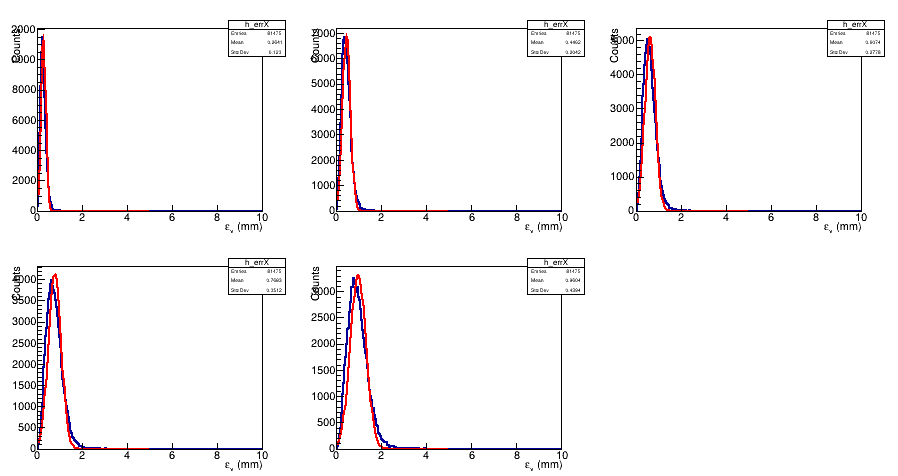 h_errX
Entries 81475
Mean 0.2641
Std Dev 0.123
Counts
12000
10000
8000
6000
4000
2000
0
0 2 4 6 8 10
εx (mm)
h_errX
Entries 81475
Mean 0.4462
Std Dev 0.2042
Counts
7000
6000
5000
4000
3000
2000
1000
0
0 2 4 6 8 10
εx (mm)
h_errX
Entries 81475
Mean 0.6074
Std Dev 0.2778
Counts
5000
4000
3000
2000
1000
0
0 2 4 6 8 10
εx (mm)
h_errX
Entries 81475
Mean 0.7693
Std Dev 0.3512
Counts
4000
3500
3000
2500
2000
1500
1000
500
0
0 2 4 6 8 10
εx (mm)
h_errX
Entries 81475
Mean 0.9604
Std Dev 0.4394
Counts
3000
2500
2000
1500
1000
500
0
0 2 4 6 8 10
εx (mm)